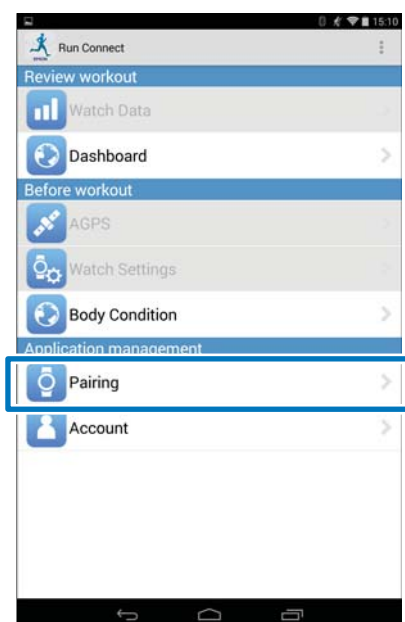 15:10
EPSON
Run Connect
Review workout
Watch Data
Dashboard
Before workout
AGPS
Watch Settings
Body Condition
Application management
Pairing
Account